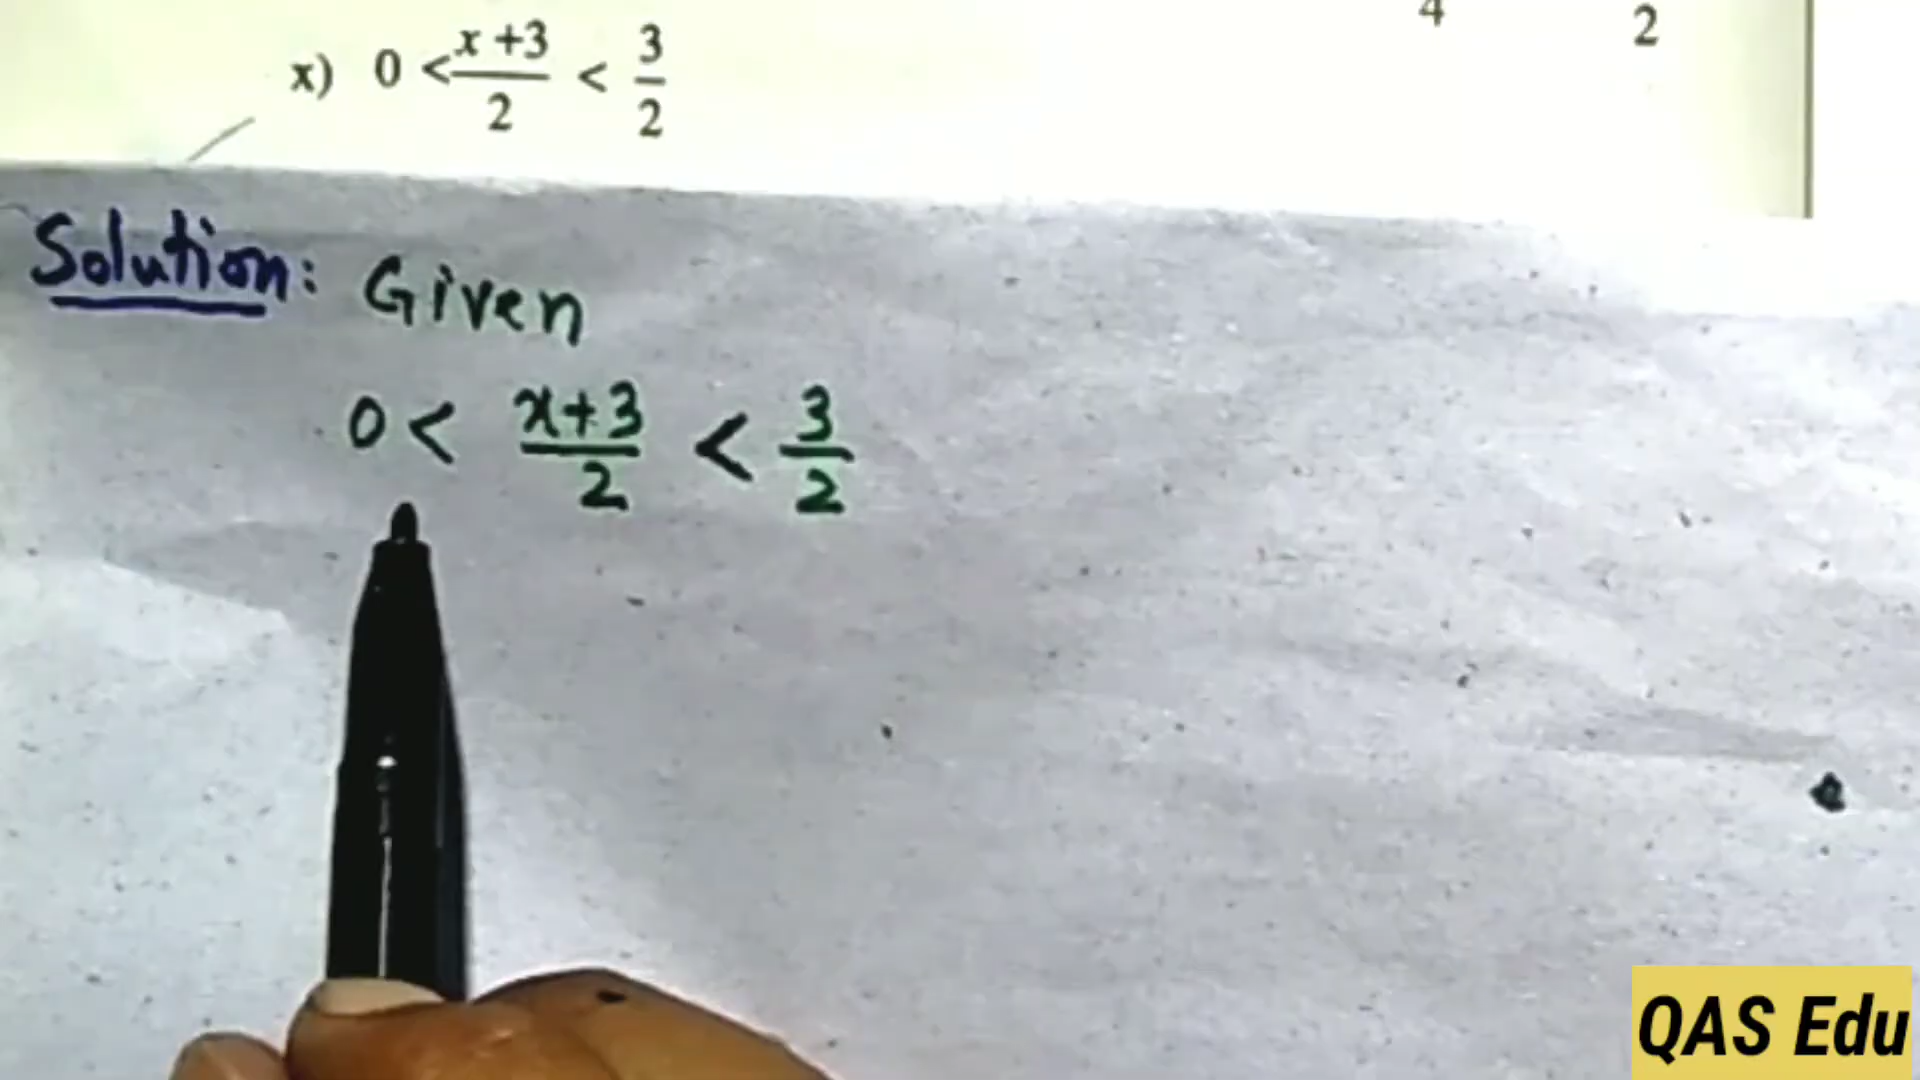 4 2
x) 0 < x+3/2 < 3/2
Solution: Given
0 < x+3/2 < 3/2
QAS Edu